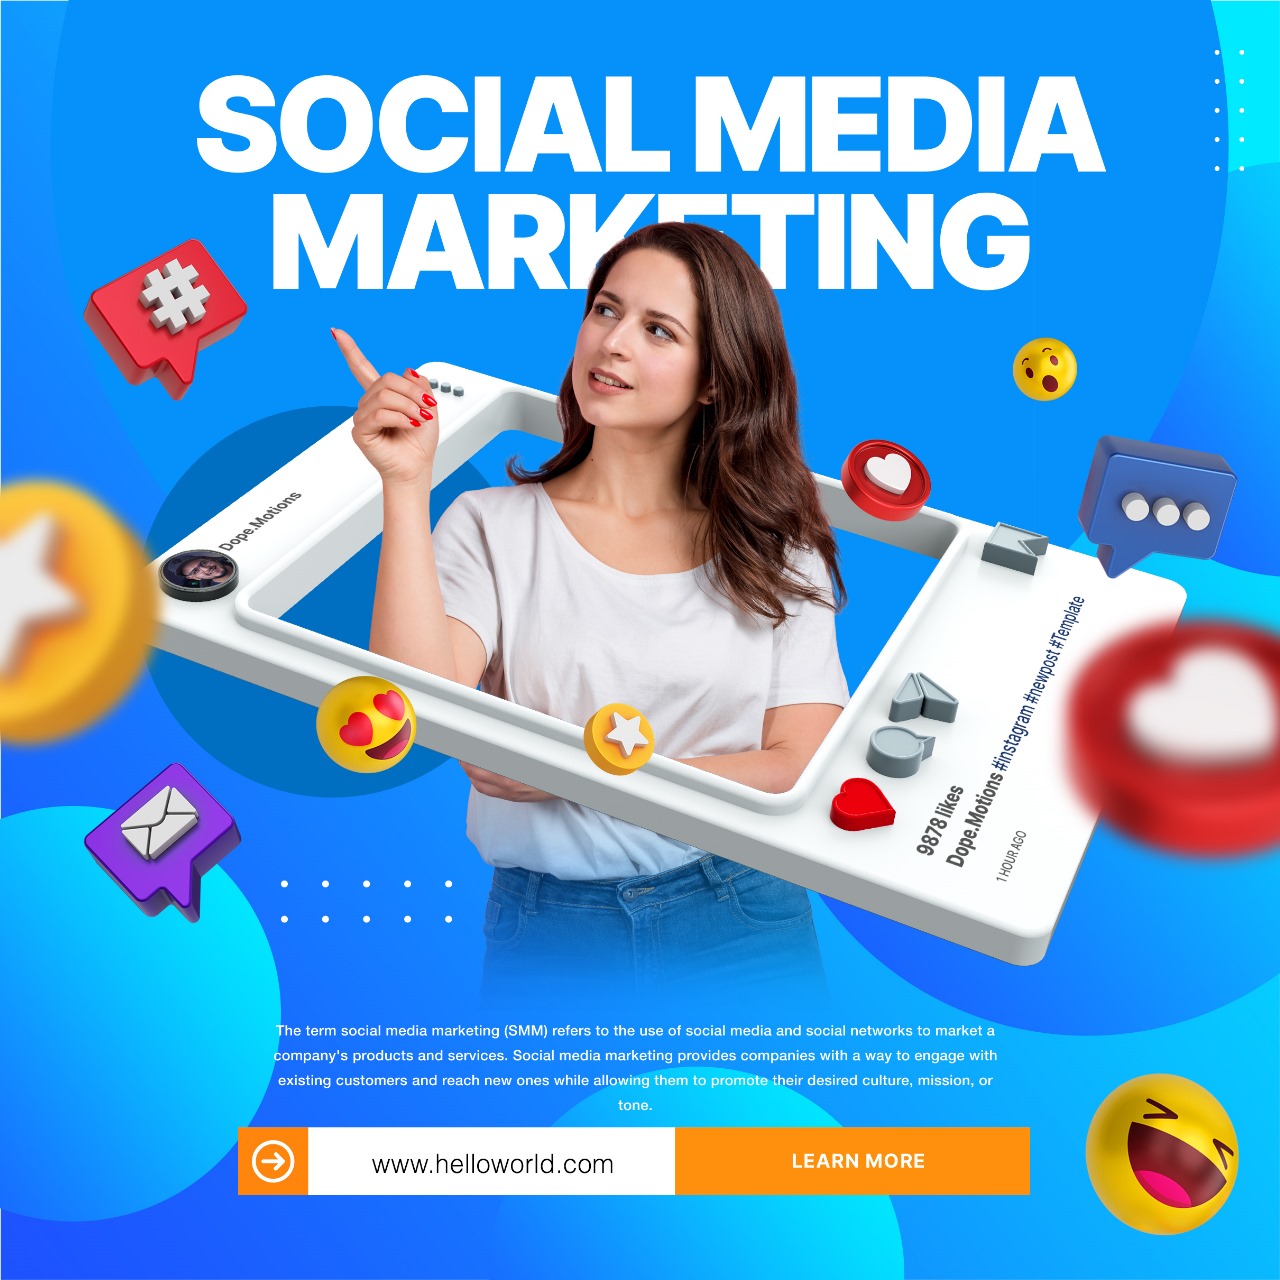 SOCIAL MEDIA
MARKETING
Dope.Motions
9878 likes
Dope.Motions #instagram #newpost #Template
1 HOUR AGO
The term social media marketing (SMM) refers to the use of social media and social networks to market a
company's products and services. Social media marketing provides companies with a way to engage with
existing customers and reach new ones while allowing them to promote their desired culture, mission, or
tone.
www.helloworld.com
LEARN MORE